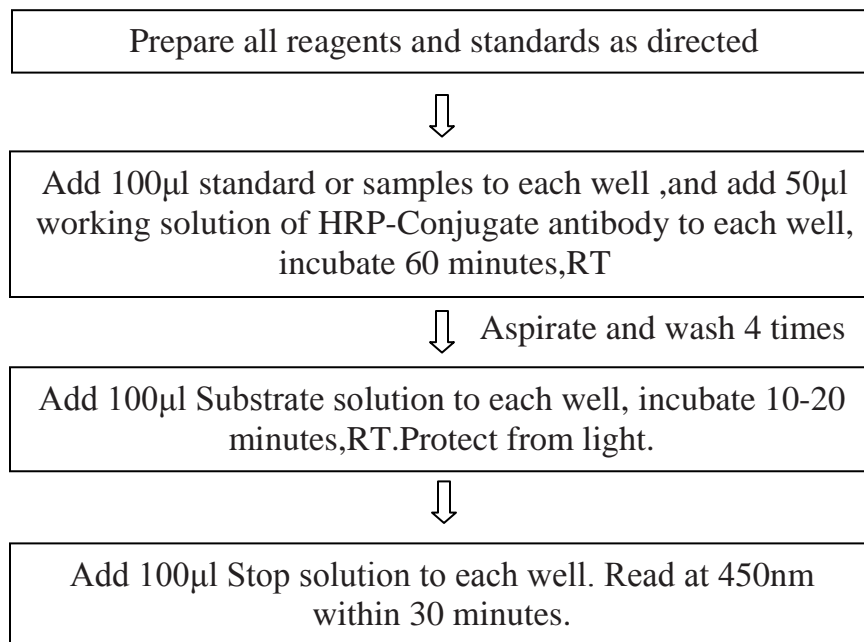 Prepare all reagents and standards as directed
Add 100μl standard or samples to each well ,and add 50μl
working solution of HRP-Conjugate antibody to each well,
incubate 60 minutes,RT
Aspirate and wash 4 times
Add 100μl Substrate solution to each well, incubate 10-20
minutes,RT.Protect from light.
Add 100μl Stop solution to each well. Read at 450nm
within 30 minutes.